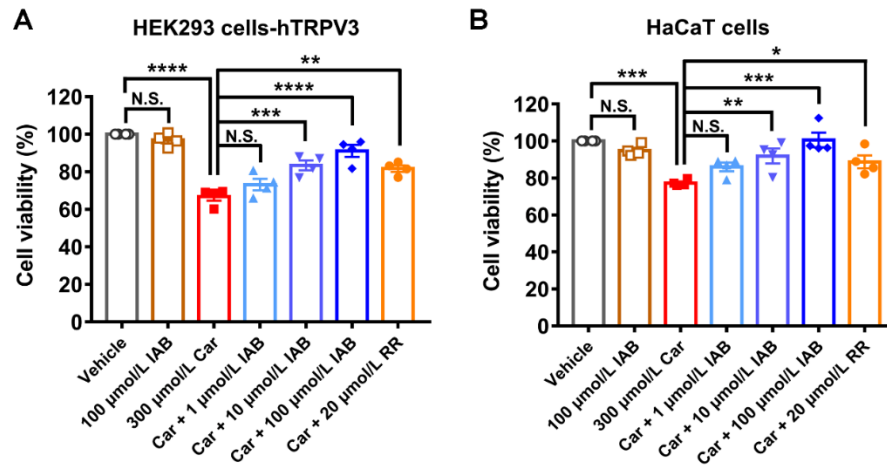 A
HEK293 cells-hTRPV3
Cell viability (%)
120
100
80
60
40
20
0
N.S.
****
N.S.
***
****
**
Vehicle
100 μmol/L IAB
300 μmol/L Car
Car + 1 μmol/L IAB
Car + 10 μmol/L IAB
Car + 100 μmol/L IAB
Car + 20 μmol/L RR
B
HaCaT cells
Cell viability (%)
120
100
80
60
40
20
0
N.S.
***
N.S.
**
***
*
Vehicle
100 μmol/L IAB
300 μmol/L Car
Car + 1 μmol/L IAB
Car + 10 μmol/L IAB
Car + 100 μmol/L IAB
Car + 20 μmol/L RR